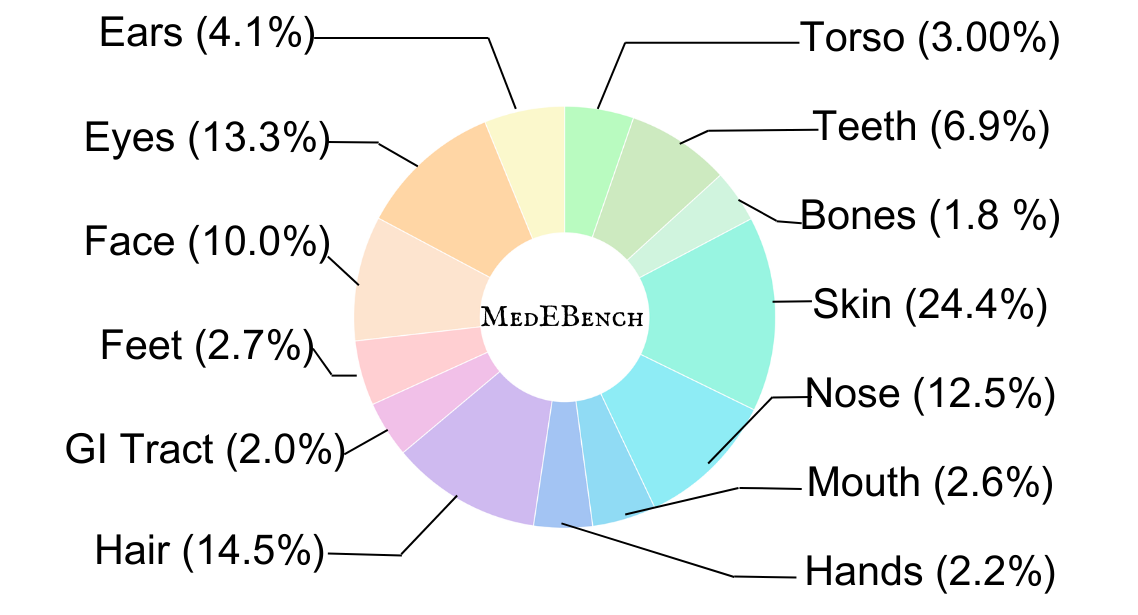 Ears (4.1%)
Torso (3.00%)
Eyes (13.3%)
Teeth (6.9%)
Bones (1.8 %)
Face (10.0%)
Skin (24.4%)
MedEBench
Feet (2.7%)
Nose (12.5%)
GI Tract (2.0%)
Mouth (2.6%)
Hair (14.5%)
Hands (2.2%)